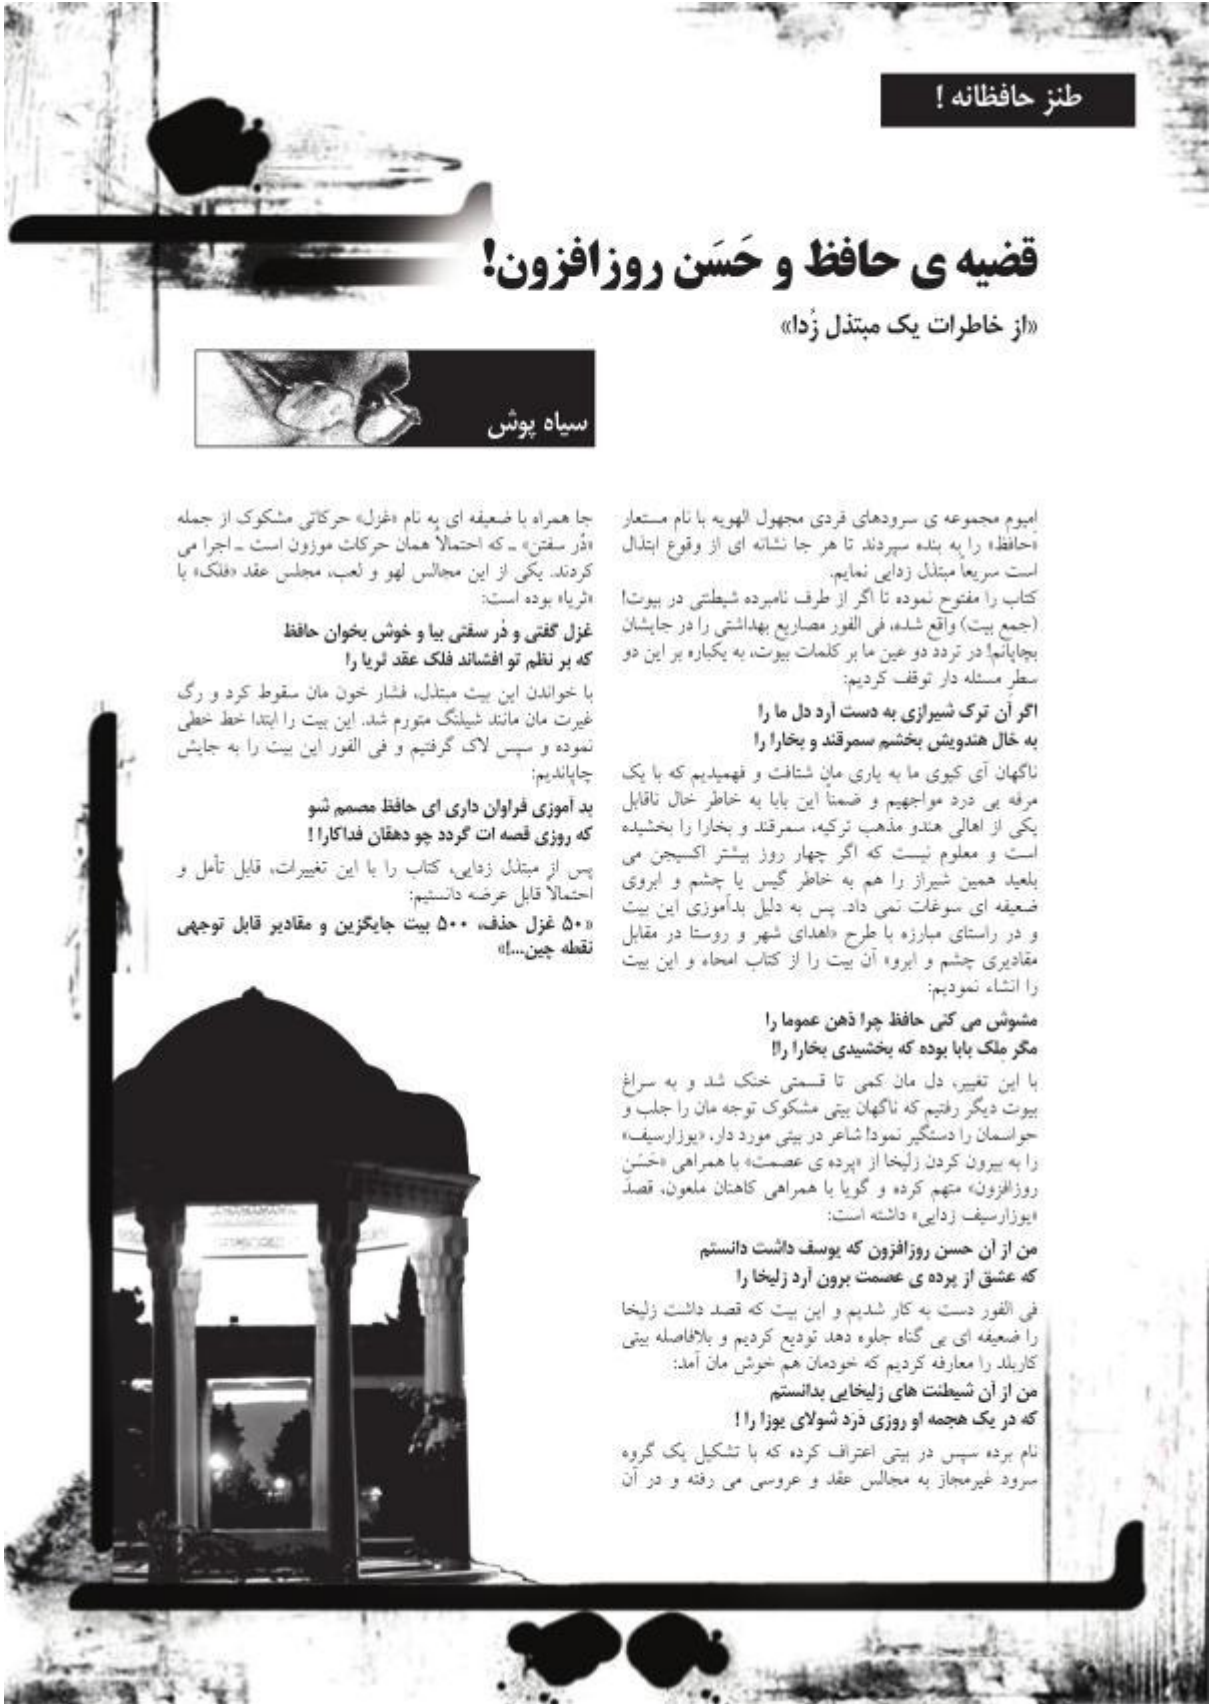 طنز حافظانه !
قضیه ی حافظ و حَسَن روزافزون!
«از خاطرات یک مبتذل زُدا»
سیاه پوش
امیوم مجموعه ی سرودهای فردی مجهول الهویه با نام مستعار
«حافظ» را به بنده سپردند تا هر جا نشانه ای از وقوع ابتذال
است سریعاً مبتذل زدایی نمایم.
کتاب را مفتوح نموده تا اگر از طرف نامبرده شیطنتی در بیوت!
(جمع بیت) واقع شده، فی الفور مصاریع بهداشتی را در جایشان
بچاپانم! در تردد دو عین ما بر کلمات بیوت، به یکباره بر این دو
سطرِ مسئله دار توقف کردیم:
اگر آن ترک شیرازی به دست آرد دل ما را
به خال هندویش بخشم سمرقند و بخارا را
ناگهان آی کیوی ما به یاری مان شتافت و فهمیدیم که با یک
مرفه بی درد مواجهیم و ضمناً این بابا به خاطر خال ناقابل
یکی از اهالی هندو مذهب ترکیه، سمرقند و بخارا را بخشیده
است و معلوم نیست که اگر چهار روز بیشتر اکسیجن می
بلعید همین شیراز را هم به خاطر گیس یا چشم و ابروی
ضعیفه ای سوغات نمی داد. پس به دلیل بدآموزی این بیت
و در راستای مبارزه با طرح «اهدای شهر و روستا در مقابل
مقادیری چشم و ابرو» آن بیت را از کتاب امحاء و این بیت
را انشاء نمودیم:
مشوش می کنی حافظ چرا ذهن عموما را
مگر مِلک بابا بوده که بخشیدی بخارا را!
با این تغییر، دل مان کمی تا قسمتی خنک شد و به سراغ
بیوت دیگر رفتیم که ناگهان بیتی مشکوک توجه مان را جلب و
حواسمان را دستگیر نمود! شاعر در بیتی مورد دار، «یوزارسیف»
را به بیرون کردن زلیخا از «پرده ی عصمت» با همراهی «حَسَنِ
روزافزون» متهم کرده و گویا با همراهی کاهنان ملعون، قصدِ
«یوزارسیف زدایی» داشته است:
من از آن حسن روزافزون که یوسف داشت دانستم
که عشق از پرده ی عصمت برون آرد زلیخا را
فی الفور دست به کار شدیم و این بیت که قصد داشت زلیخا
را ضعیفه ای بی گناه جلوه دهد تودیع کردیم و بلافاصله بیتی
کاربلد را معارفه کردیم که خودمان هم خوش مان آمد:
من از آن شیطنت های زلیخایی بدانستم
که در یک هجمه او روزی دَرَد شولای یوزا را !
نام برده سپس در بیتی اعتراف کرده که با تشکیل یک گروه
سرود غیرمجاز به مجالس عقد و عروسی می رفته و در آن
جا همراه با ضعیفه ای به نام «غزل» حرکاتی مشکوک از جمله
«دُر سفتن» ـ که احتمالاً همان حرکات موزون است ـ اجرا می
کردند. یکی از این مجالس لهو و لعب، مجلس عقد «فلک» با
«ثریا» بوده است:
غزل گفتی و دُر سفتی بیا و خوش بخوان حافظ
که بر نظم تو افشاند فلک عقد ثریا را
با خواندن این بیت مبتذل، فشار خون مان سقوط کرد و رگ
غیرت مان مانند شیلنگ متورم شد. این بیت را ابتدا خط خطی
نموده و سپس لاک گرفتیم و فی الفور این بیت را به جایش
چاپاندیم:
بد آموزی فراوان داری ای حافظ مصمم شو
که روزی قصه ات گردد چو دهقان فداکارا !
پس از مبتذل زدایی، کتاب را با این تغییرات، قابل تأمل و
احتمالاً قابل عرضه دانستیم:
«۵۰ غزل حذف، ۵۰۰ بیت جایگزین و مقادیر قابل توجهی
نقطه چین...!»